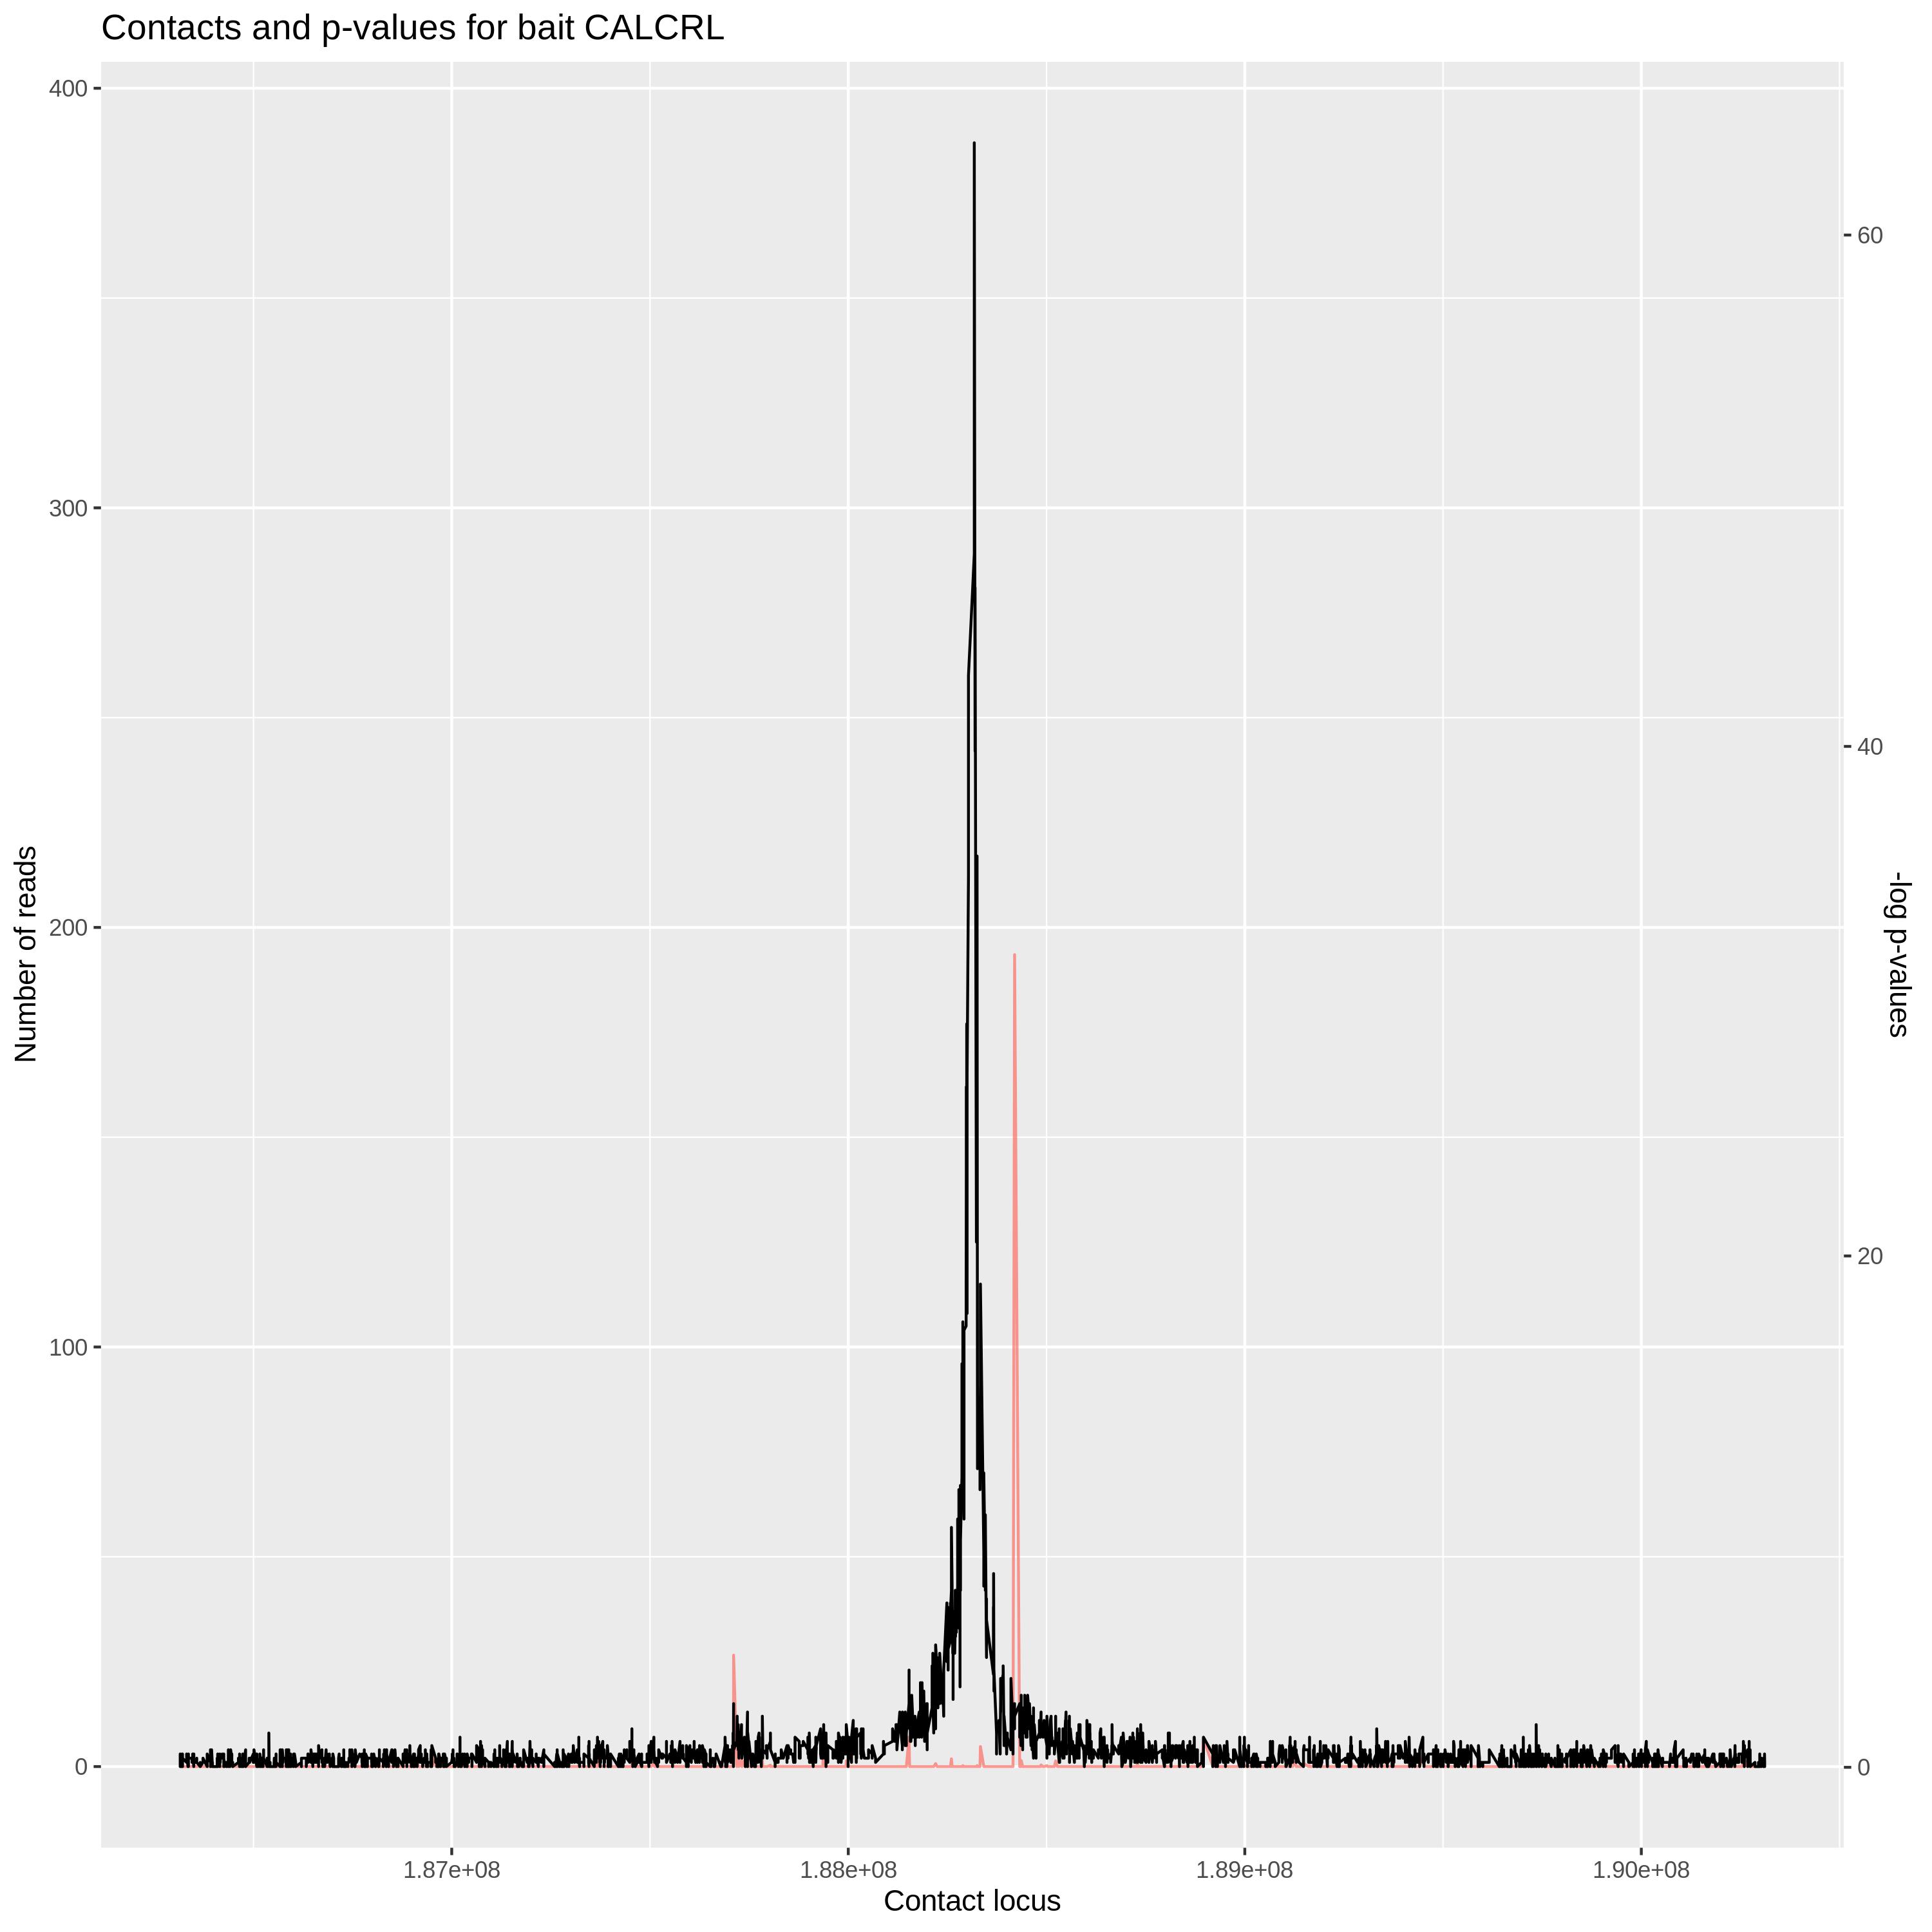 Contacts and p-values for bait CALCRL
400
300
200
100
0
Number of reads
60
40
20
0
-log p-values
1.87e+08 1.88e+08 1.89e+08 1.90e+08
Contact locus